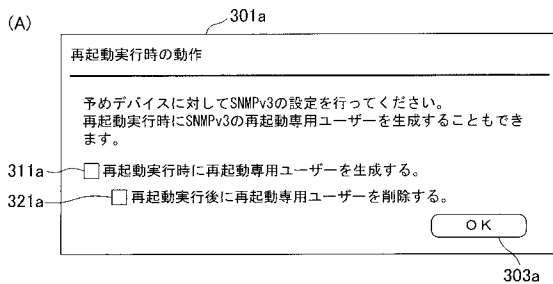 (A)
301a
再起動実行時の動作
予めデバイスに対してSNMPv3の設定を行ってください。
再起動実行時にSNMPv3の再起動専用ユーザーを生成することもでき
ます。
311a
再起動実行時に再起動専用ユーザーを生成する。
321a
再起動実行後に再起動専用ユーザーを削除する。
OK
303a